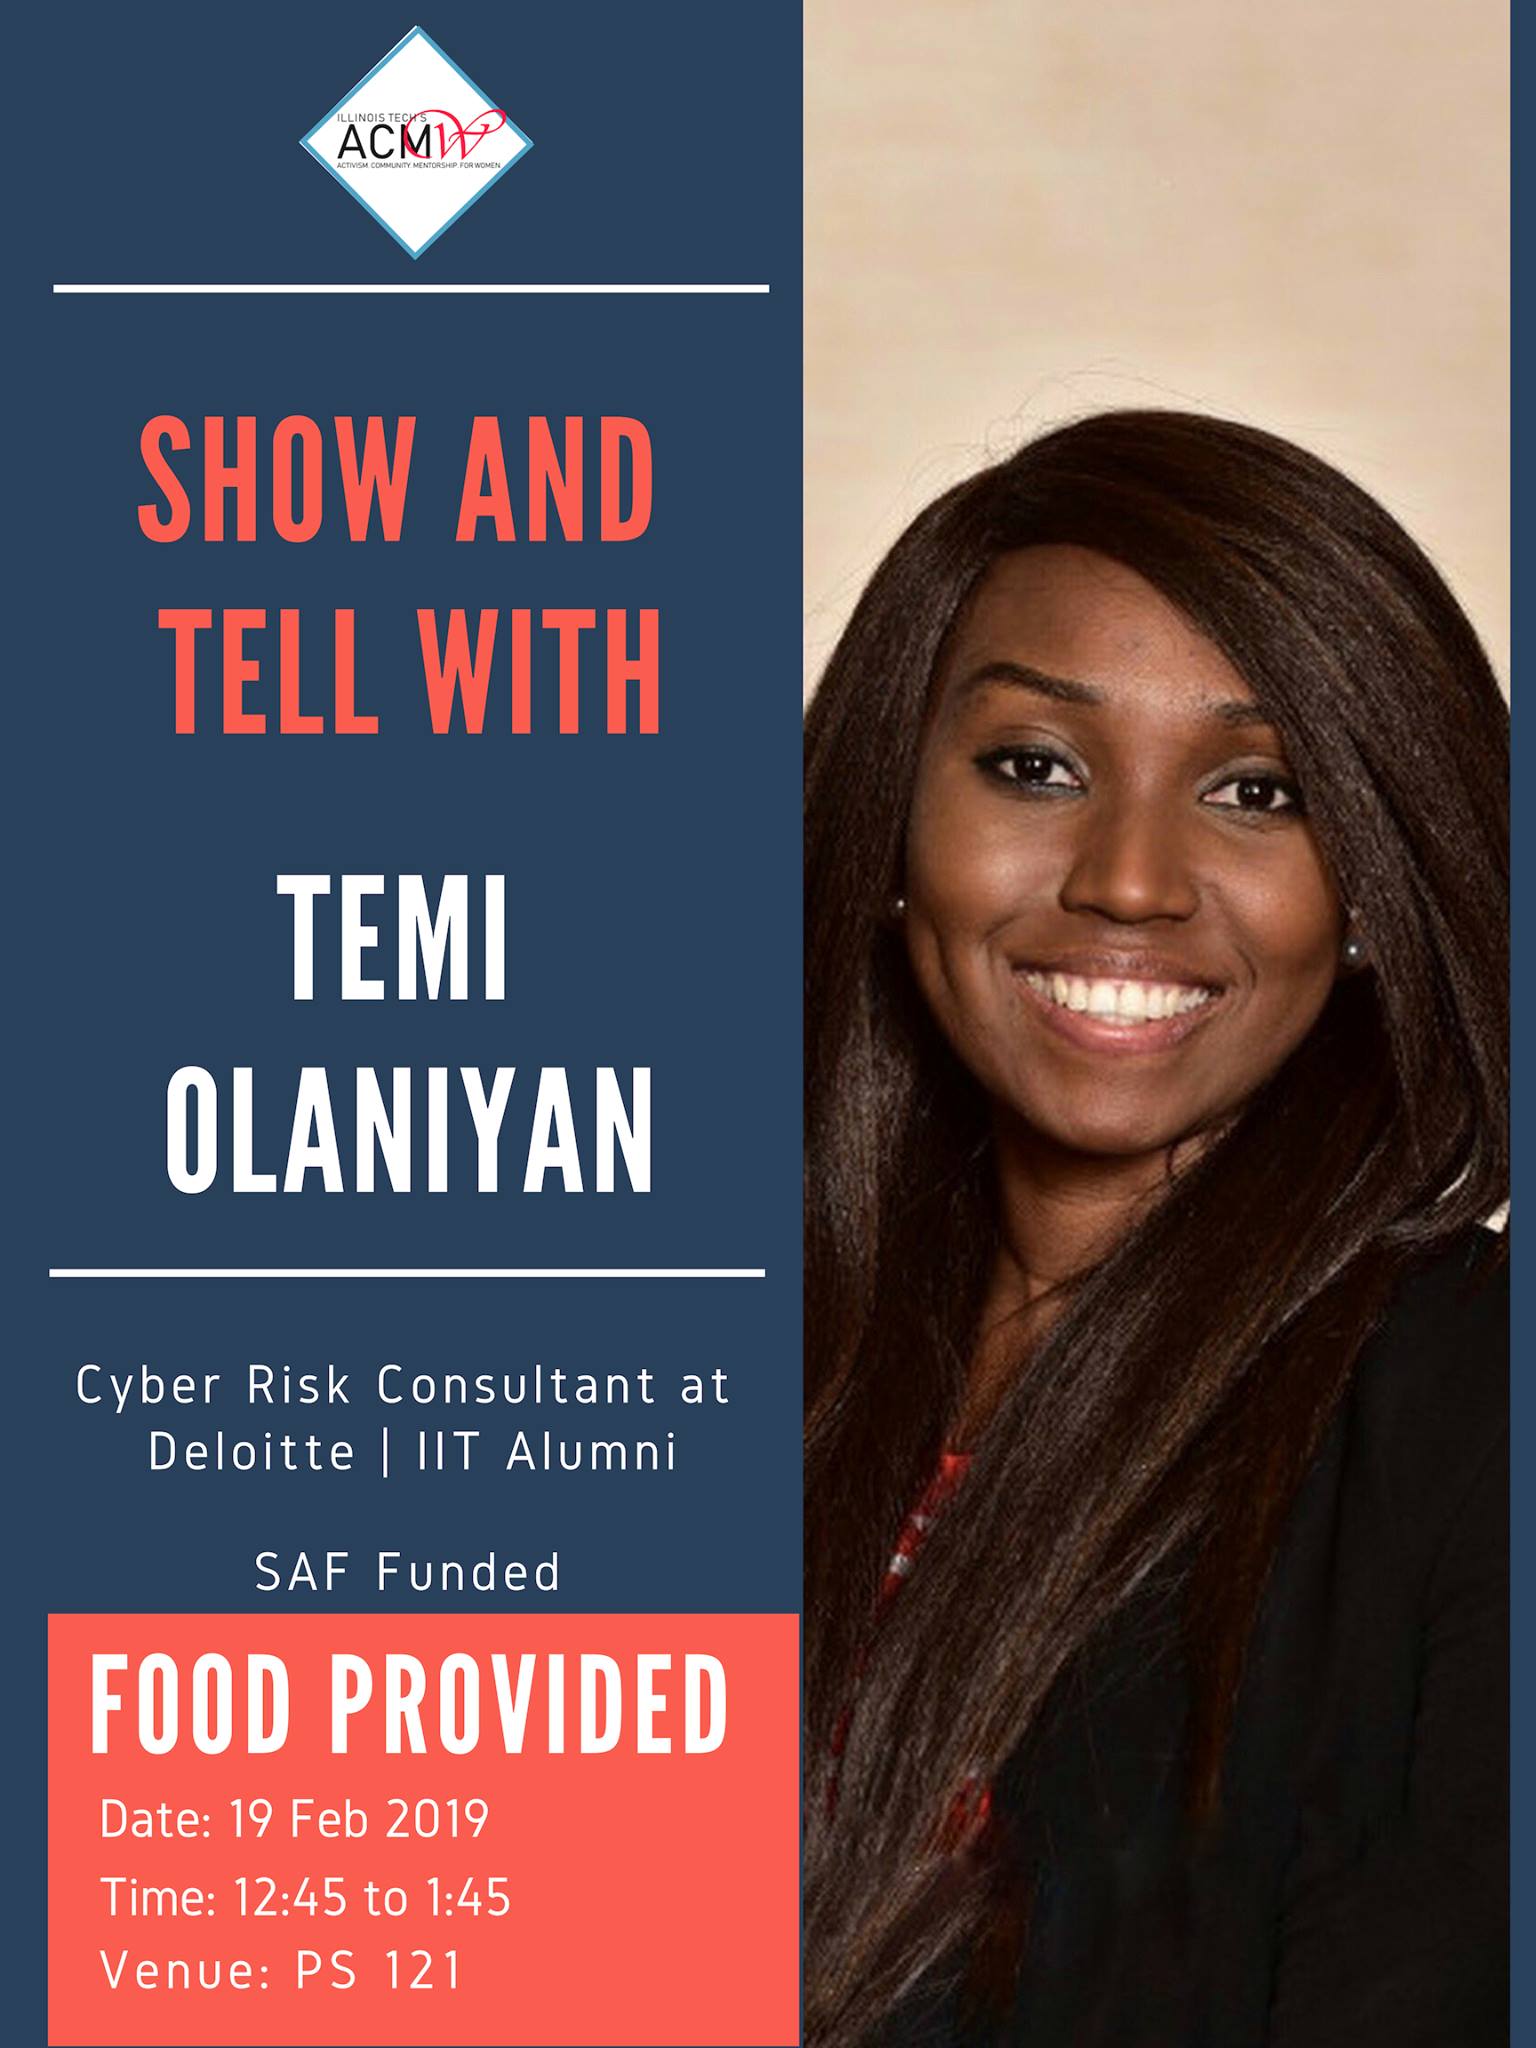 ILLINOIS TECH'S
ACMW
ACTIVISM. COMMUNITY. MENTORSHIP. FOR WOMEN.
SHOW AND
TELL WITH
TEMI
OLANIYAN
Cyber Risk Consultant at
Deloitte | IIT Alumni
SAF Funded
FOOD PROVIDED
Date: 19 Feb 2019
Time: 12:45 to 1:45
Venue: PS 121